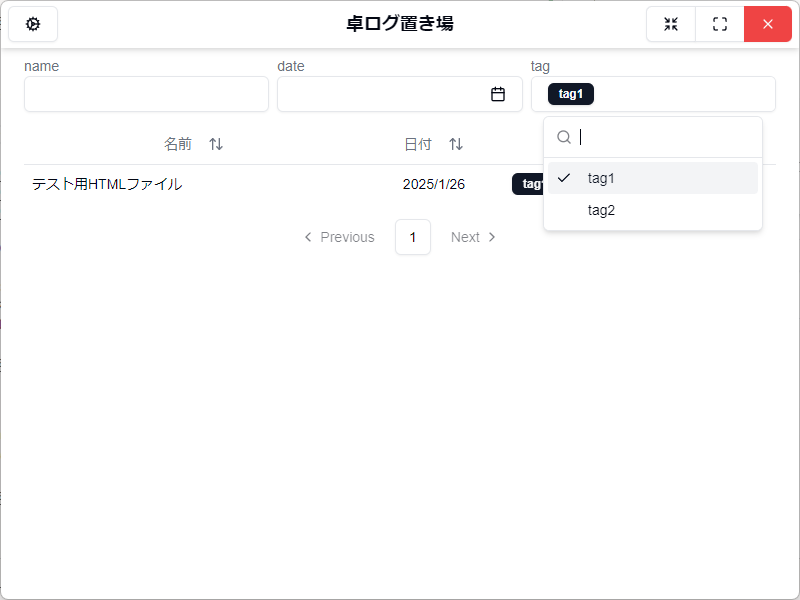 卓ログ置き場
name
date
tag
tag1
名前
日付
テスト用HTMLファイル
2025/1/26
tag1
tag2
Previous
1
Next